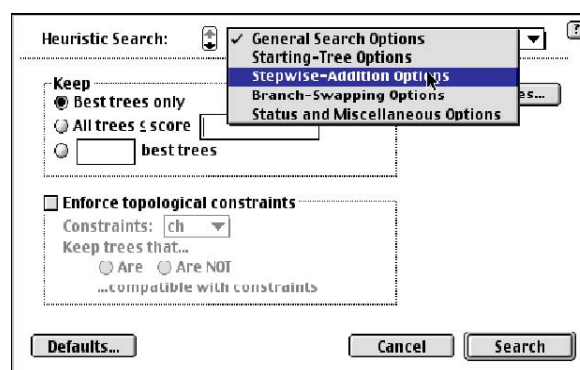 Heuristic Search:
✓ General Search Options
Starting-Tree Options
Stepwise-Addition Options
Branch-Swapping Options
Status and Miscellaneous Options
?
es...
Keep
Best trees only
All trees ≤ score
best trees
Enforce topological constraints
Constraints: ch
Keep trees that...
Are Are NOT
...compatible with constraints
Defaults... Cancel Search